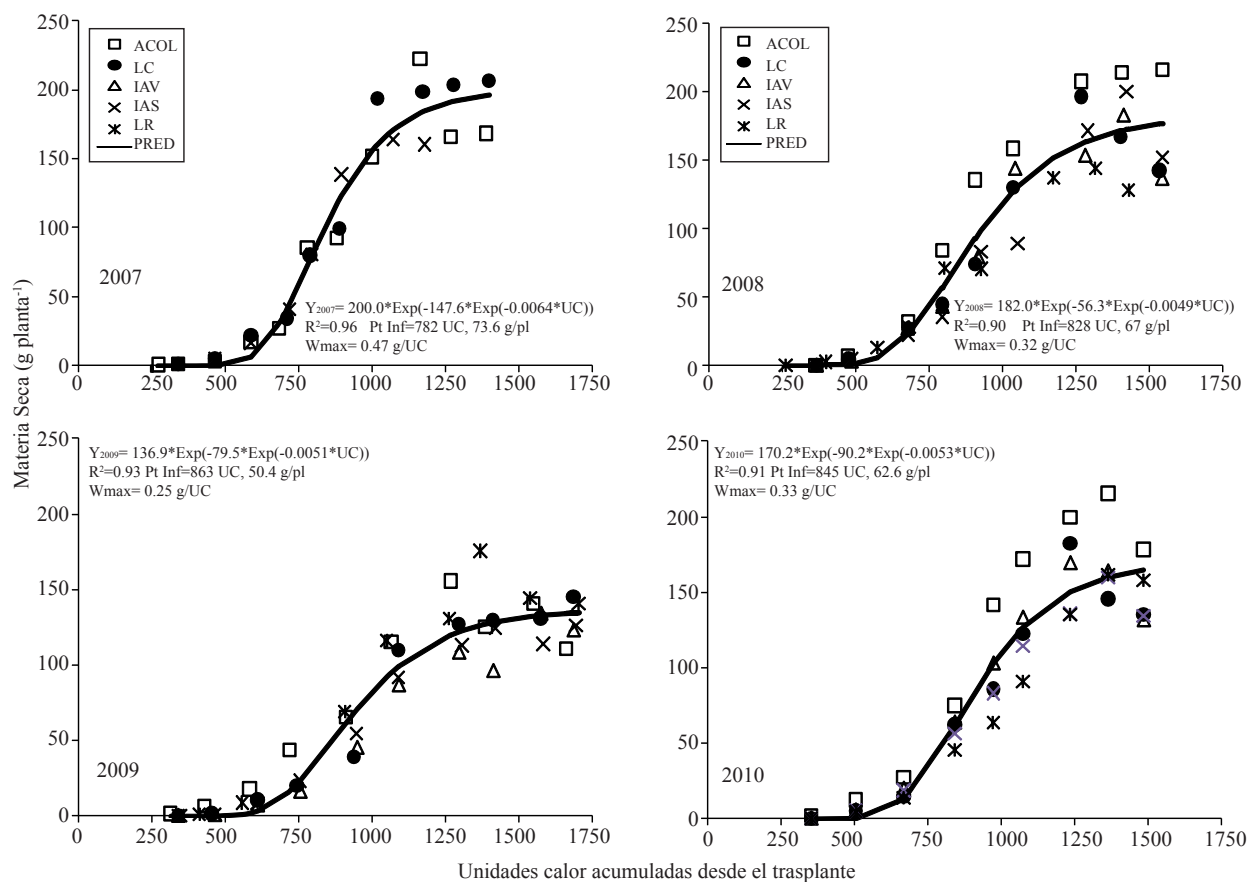 Materia Seca (g planta-1)
250
200
150
100
50
0
ACOL
LC
IAV
IAS
LR
PRED
2007
Y2007= 200.0*Exp(-147.6*Exp(-0.0064*UC))
R2=0.96 Pt Inf=782 UC, 73.6 g/pl
Wmax= 0.47 g/UC
0 250 500 750 1000 1250 1500 1750
250
200
150
100
50
0
ACOL
LC
IAV
IAS
LR
PRED
2008
Y2008= 182.0*Exp(-56.3*Exp(-0.0049*UC))
R2=0.90 Pt Inf=828 UC, 67 g/pl
Wmax= 0.32 g/UC
0 250 500 750 1000 1250 1500 1750
250
200
150
100
50
0
Y2009= 136.9*Exp(-79.5*Exp(-0.0051*UC))
R2=0.93 Pt Inf=863 UC, 50.4 g/pl
Wmax= 0.25 g/UC
2009
0 250 500 750 1000 1250 1500 1750
250
200
150
100
50
0
Y2010= 170.2*Exp(-90.2*Exp(-0.0053*UC))
R2=0.91 Pt Inf=845 UC, 62.6 g/pl
Wmax= 0.33 g/UC
2010
0 250 500 750 1000 1250 1500 1750
Unidades calor acumuladas desde el trasplante